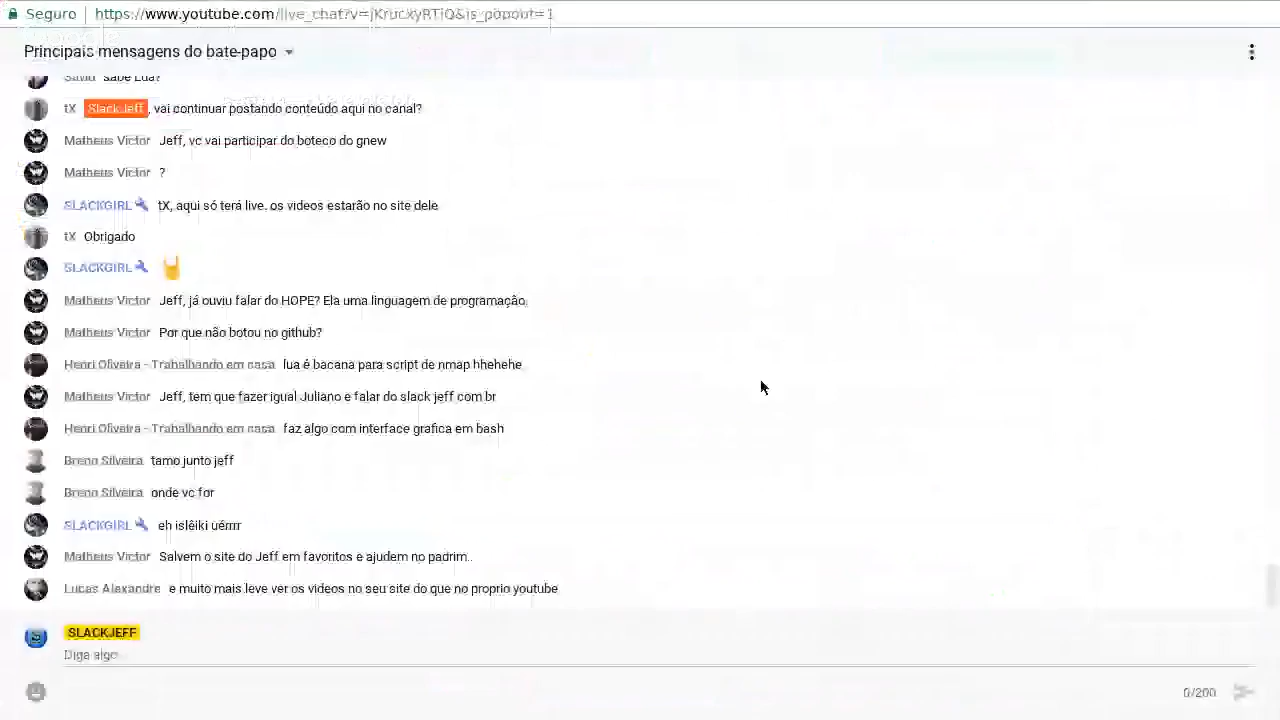 Seguro | https://www.youtube.com/live_chat?v=jKruckyRTiQ&is_popout=1
Principais mensagens do bate-papo
sabe Lua?
tX SlackJeff, vai continuar postando conteúdo aqui no canal?
Matheus Victor Jeff, vc vai participar do boteco do gnew
Matheus Victor ?
SLACKGIRL tX, aqui só terá live. os videos estarão no site dele
tX Obrigado
SLACKGIRL 🤘
Matheus Victor Jeff, já ouviu falar do HOPE? Ela uma linguagem de programação.
Matheus Victor Por que não botou no github?
Henri Oliveira - Trabalhando em casa lua é bacana para script de nmap hhehehe
Matheus Victor Jeff, tem que fazer igual Juliano e falar do slack jeff com br
Henri Oliveira - Trabalhando em casa faz algo com interface grafica em bash
Breno Silveira tamo junto jeff
Breno Silveira onde vc for
SLACKGIRL eh islêiki uérrr
Matheus Victor Salvem o site do Jeff em favoritos e ajudem no padrim..
Lucas Alexandre e muito mais leve ver os videos no seu site do que no proprio youtube
SLACKJEFF
Diga algo...
0/200